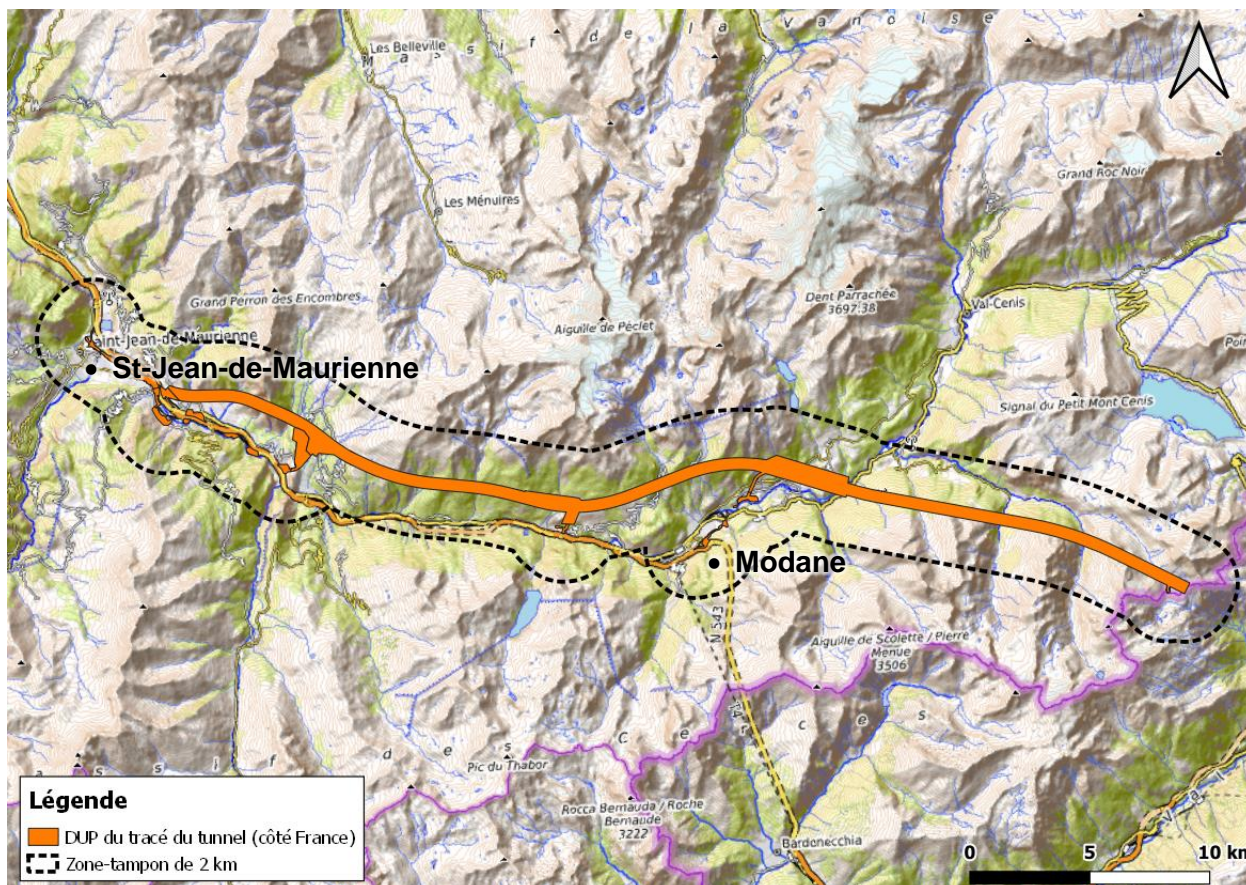 V a n o i s e
Les Belleville
M a s s i f d e l a
Grand Roc Noir
Les Ménuires
Grand Perron des Encombres
Dent Parrachée
3697.38
Val-Cenis
Aiguille de Péclet
Saint-Jean-de-Maurienne
St-Jean-de-Maurienne
Signal du Petit Mont Cenis
Modane
N 543
Aiguille de Scolette / Pierre
Menue
3506
T4
a s s i f d e s C e r c e s
Pic du Thabor
Rocca Bernauda / Roche
Bernaude
3222
Bardonecchia
Légende
DUP du tracé du tunnel (côté France)
Zone-tampon de 2 km
0 5 10 km